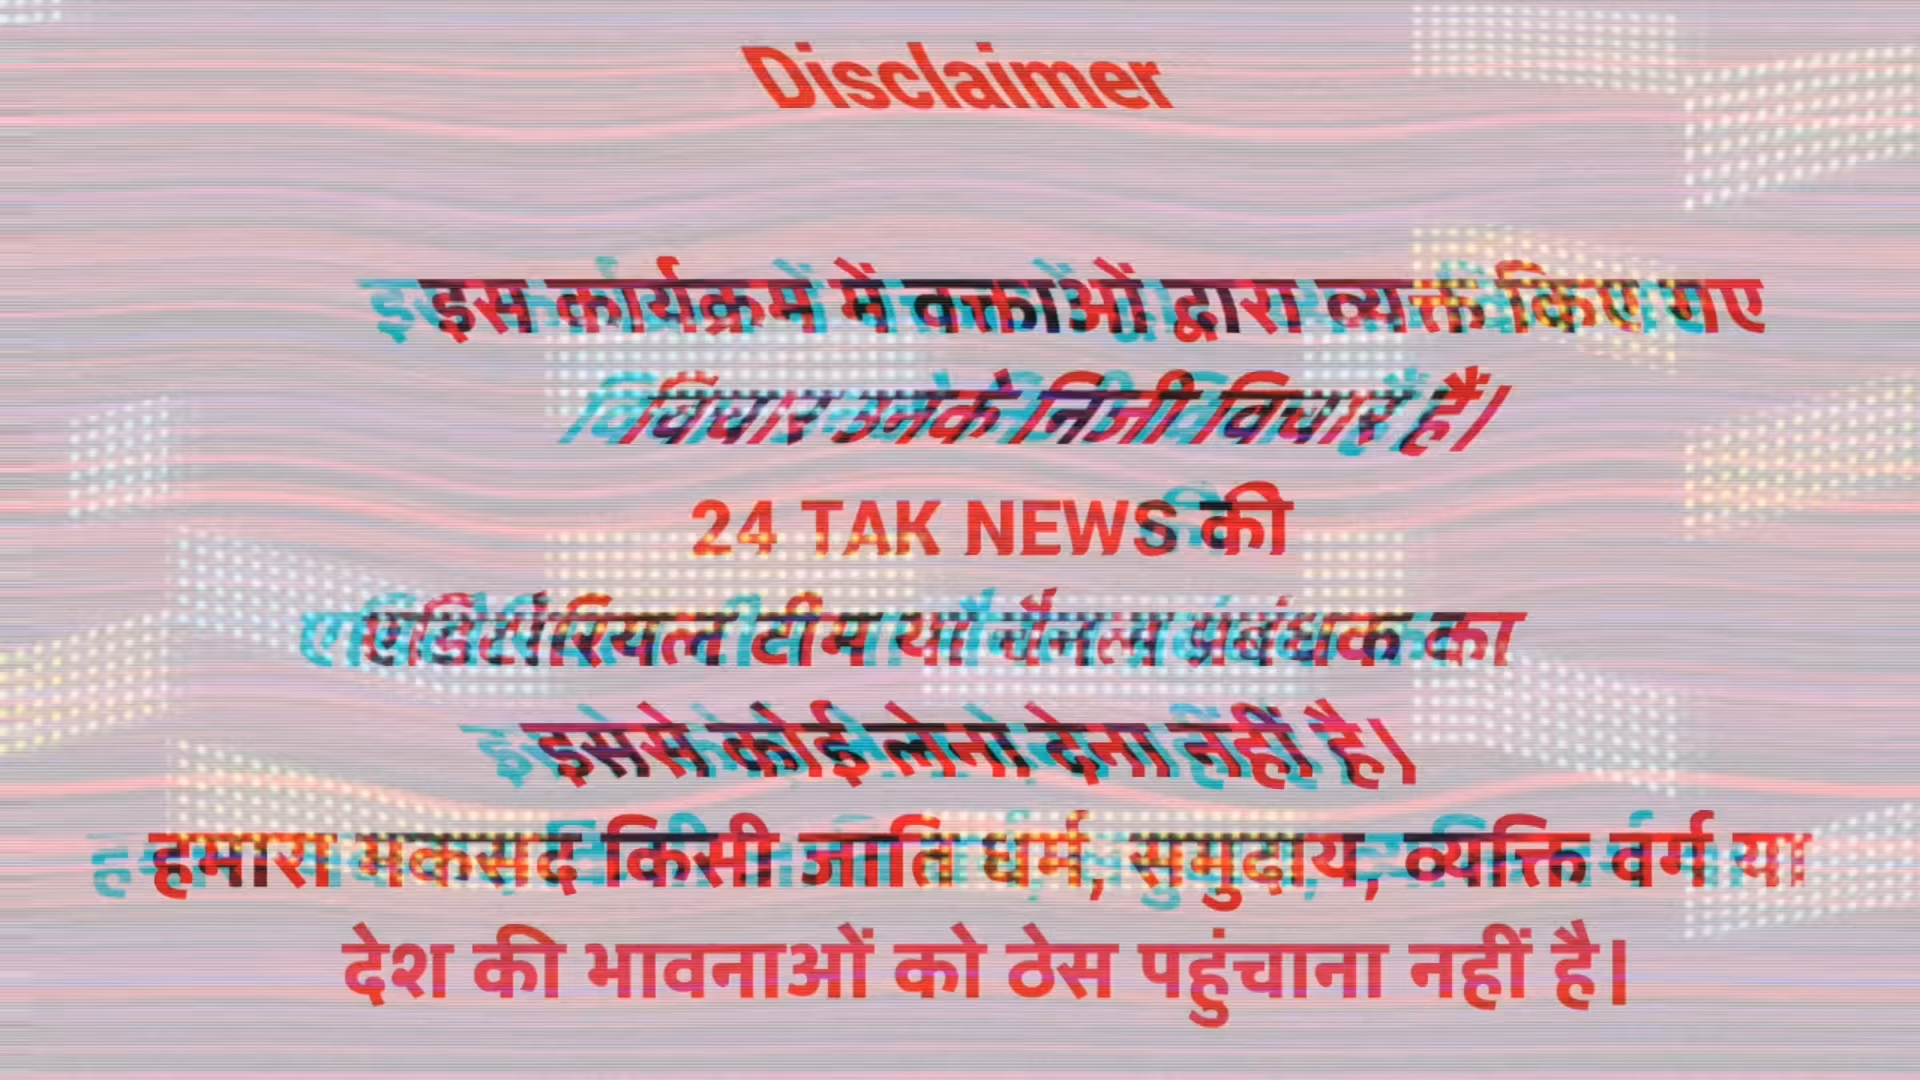 Disclaimer
इस कार्यक्रम में वक्ताओं द्वारा व्यक्त किए गए
विचार उनके निजी विचार हैं।
24 TAK NEWS की
एडिटोरियल टीम या चैनल प्रबंधक का
इससे कोई लेना देना नहीं है।
हमारा मकसद किसी जाति धर्म, समुदाय, व्यक्ति वर्ग या
देश की भावनाओं को ठेस पहुंचाना नहीं है।